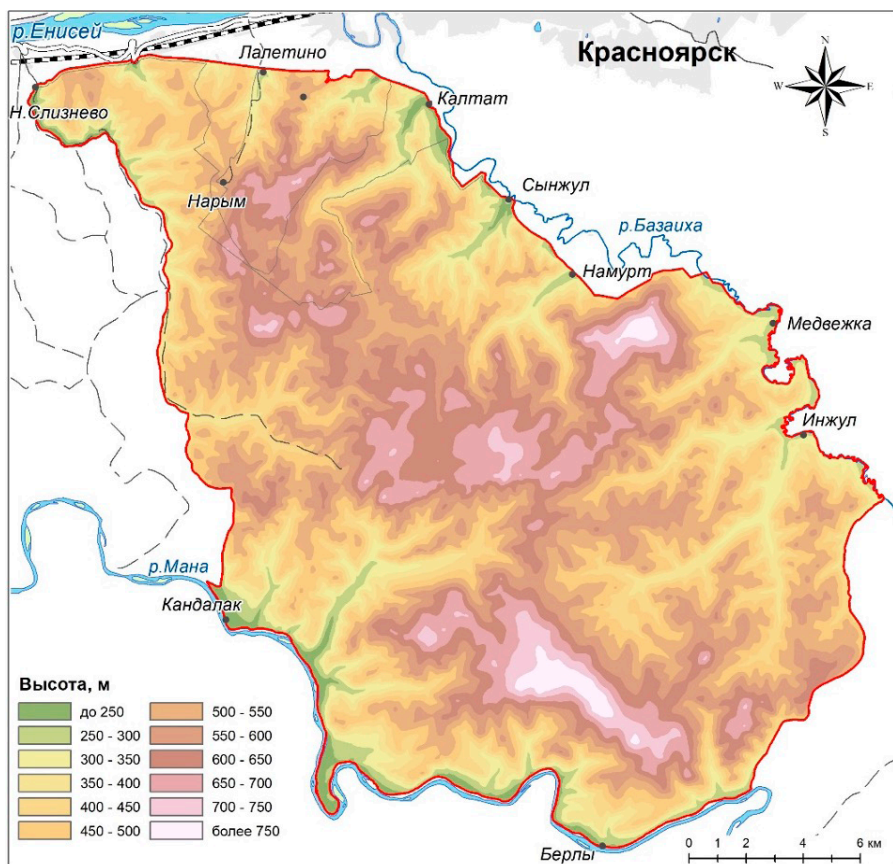 р.Енисей
Лалетино
Красноярск
N
W E
S
Н.Слизнево
Калтат
Нарым
Сынжул
р.Базаиха
Намурт
Медвежка
Инжул
р.Мана
Кандалак
Высота, м
до 250
250 - 300
300 - 350
350 - 400
400 - 450
450 - 500
500 - 550
550 - 600
600 - 650
650 - 700
700 - 750
более 750
Берлы
0 2 4 6 км